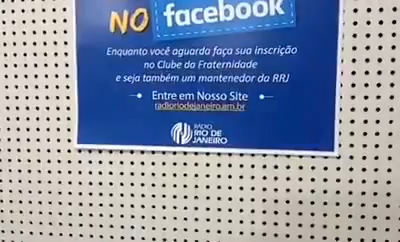 NO facebook
Enquanto você aguarda faça sua inscrição
no Clube da Fraternidade
e seja também um mantenedor da RRJ
Entre em Nosso Site
radioriodejaneiro.am.br
RÁDIO
RIO DE
JANEIRO